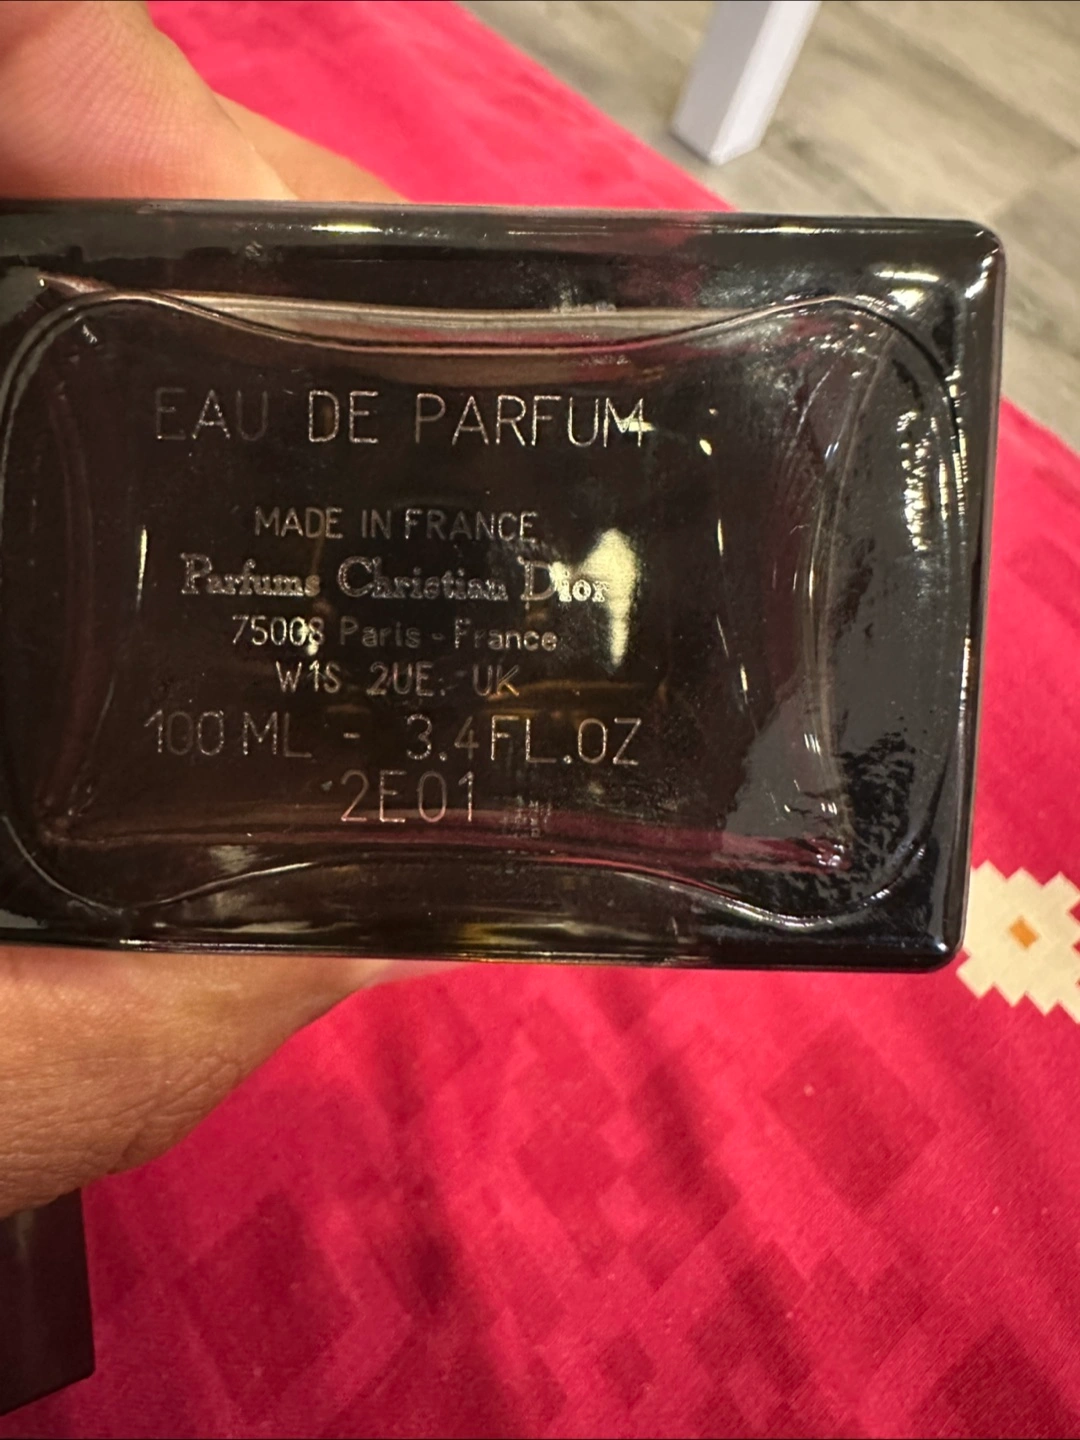 EAU DE PARFUM
MADE IN FRANCE
Parfums Christian Dior
75008 Paris - France
W1S 2UE. UK
100 ML - 3.4FL.OZ
2E01